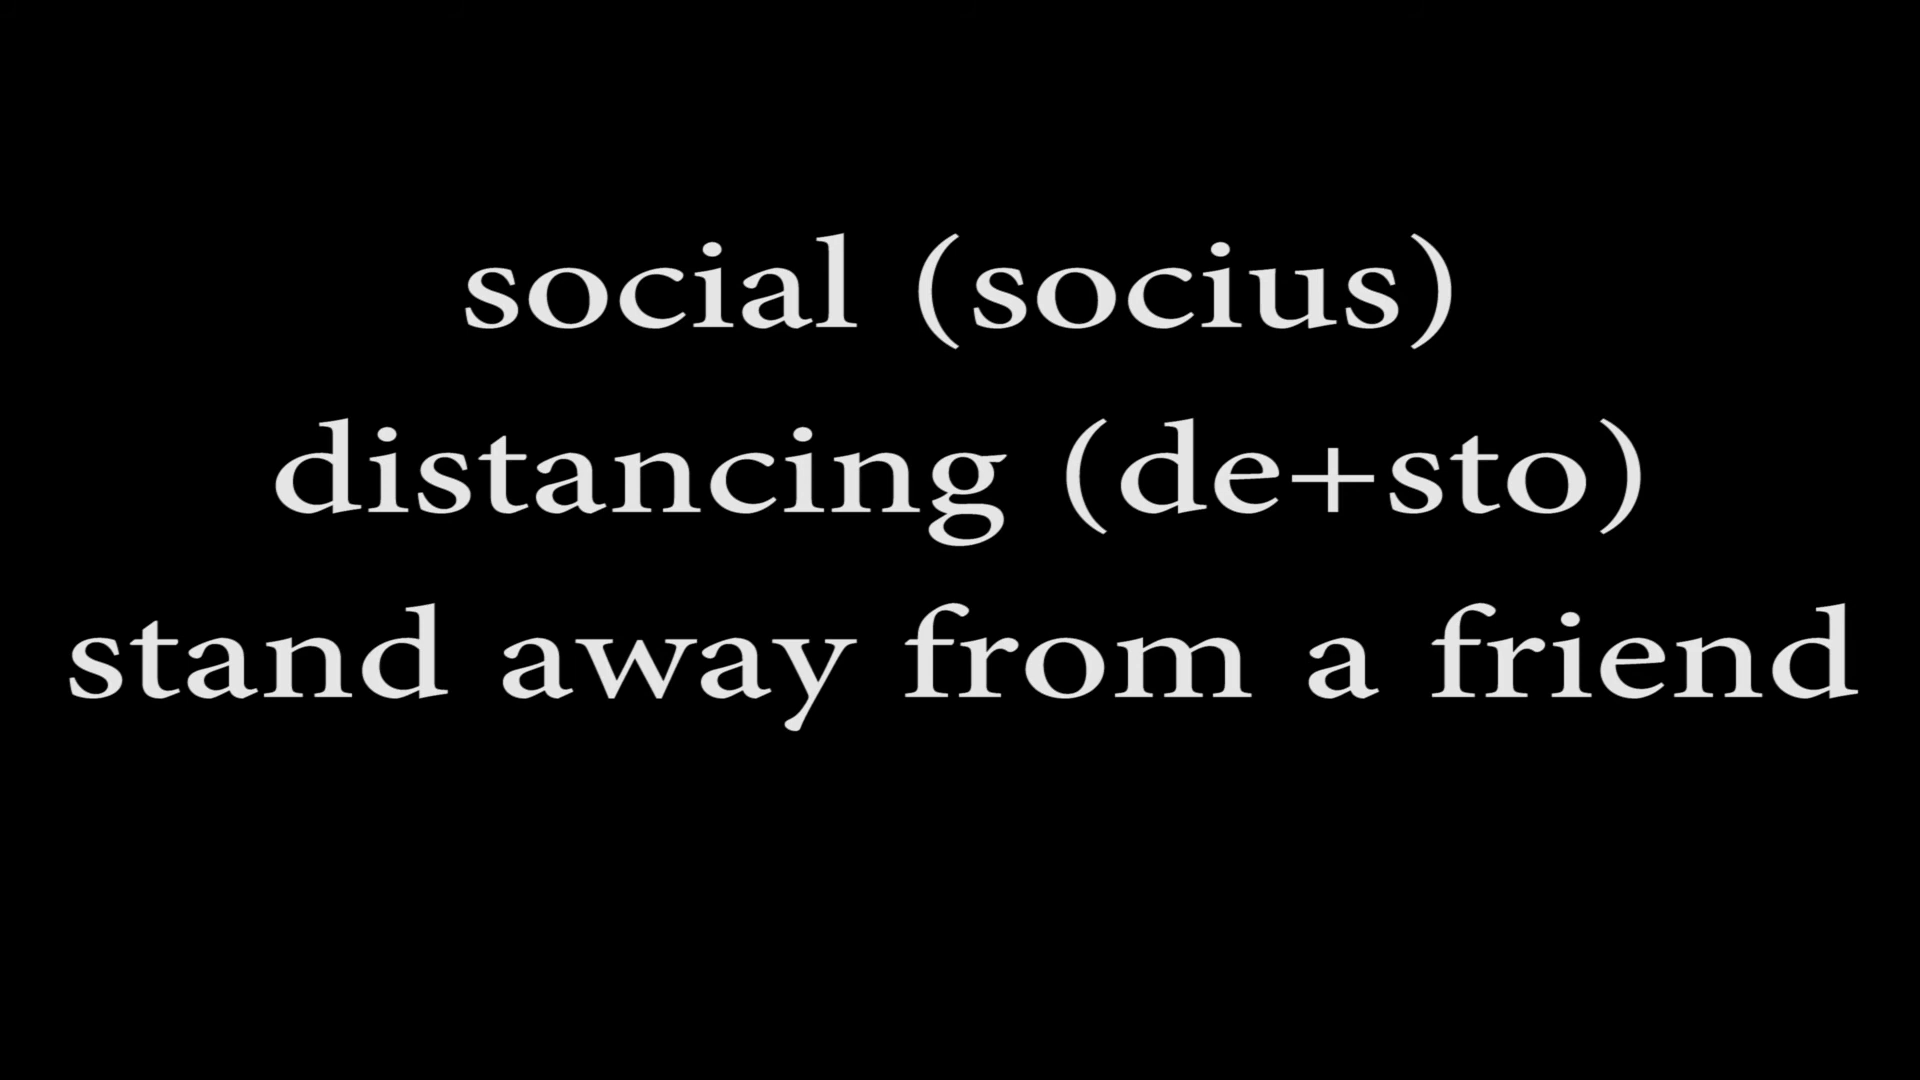 social (socius)
distancing (de+sto)
stand away from a friend